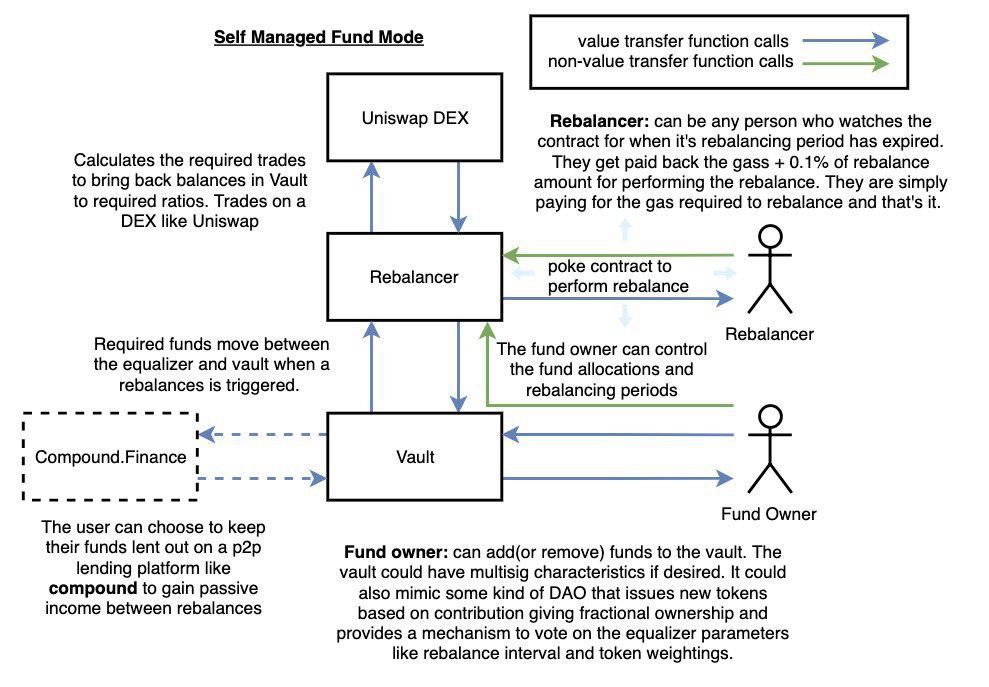 Self Managed Fund Mode
value transfer function calls
non-value transfer function calls
Uniswap DEX
Rebalancer: can be any person who watches the
contract for when it's rebalancing period has expired.
They get paid back the gass + 0.1% of rebalance
amount for performing the rebalance. They are simply
paying for the gas required to rebalance and that's it.
Calculates the required trades
to bring back balances in Vault
to required ratios. Trades on a
DEX like Uniswap
Rebalancer
poke contract to
perform rebalance
Rebalancer
Required funds move between
the equalizer and vault when a
rebalances is triggered.
The fund owner can control
the fund allocations and
rebalancing periods
Compound.Finance
Vault
Fund Owner
The user can choose to keep
their funds lent out on a p2p
lending platform like
compound to gain passive
income between rebalances
Fund owner: can add(or remove) funds to the vault. The
vault could have multisig characteristics if desired. It could
also mimic some kind of DAO that issues new tokens
based on contribution giving fractional ownership and
provides a mechanism to vote on the equalizer parameters
like rebalance interval and token weightings.